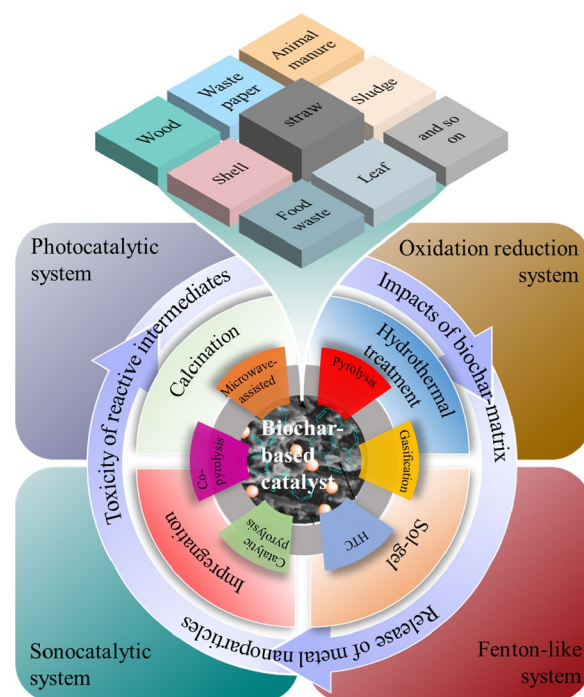 Animal
manure
Waste
paper
Sludge
Wood
straw
and so
on
Shell
Leaf
Food
waste
Photocatalytic
system
Oxidation reduction
system
Toxicity of reactive intermediates
Impacts of biochar-matrix
Calcination
Hydrothermal
treatment
Microwave-
assisted
Pyrolysis
Biochar-
based
catalyst
Co-
pyrolysis
Gasification
Catalytic
pyrolysis
HTC
Impregnation
Sol-gel
Release of metal nanoparticles
Sonocatalytic
system
Fenton-like
system